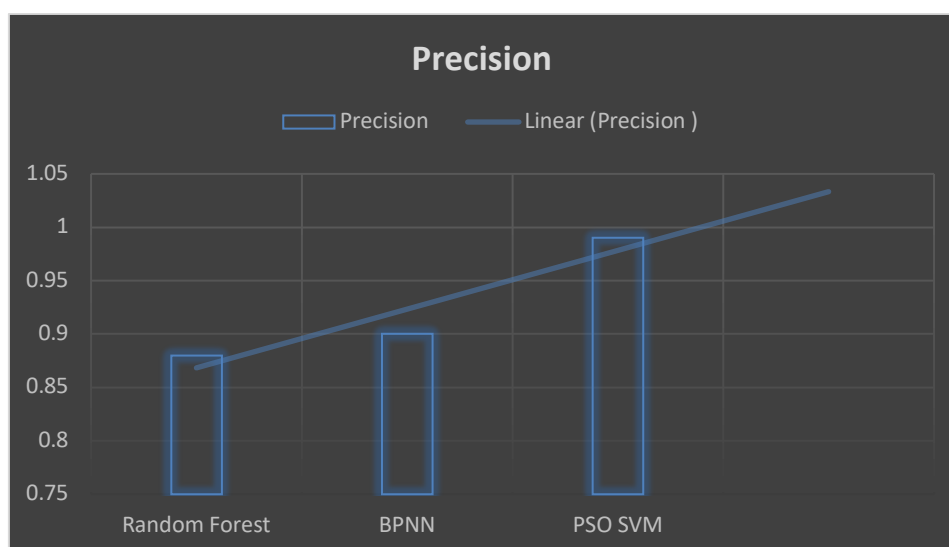 Precision
Precision Linear (Precision )
1.05
1
0.95
0.9
0.85
0.8
0.75
Random Forest BPNN PSO SVM